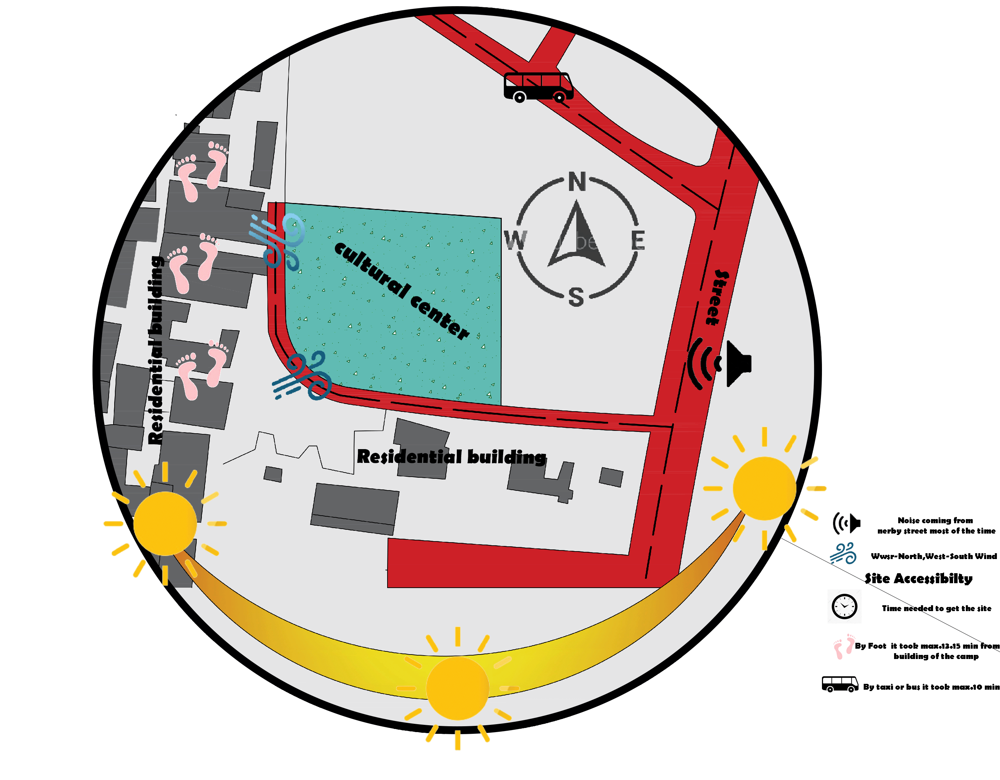 N
W
E
S
cultural center
Street
Residential building
Residential building
Noise coming from
nerby street most of the time
Wwsr-North,West-South Wind
Site Accessibilty
Time needed to get the site
By Foot it took max.13.15 min from
building of the camp
By taxi or bus it took max.10 min